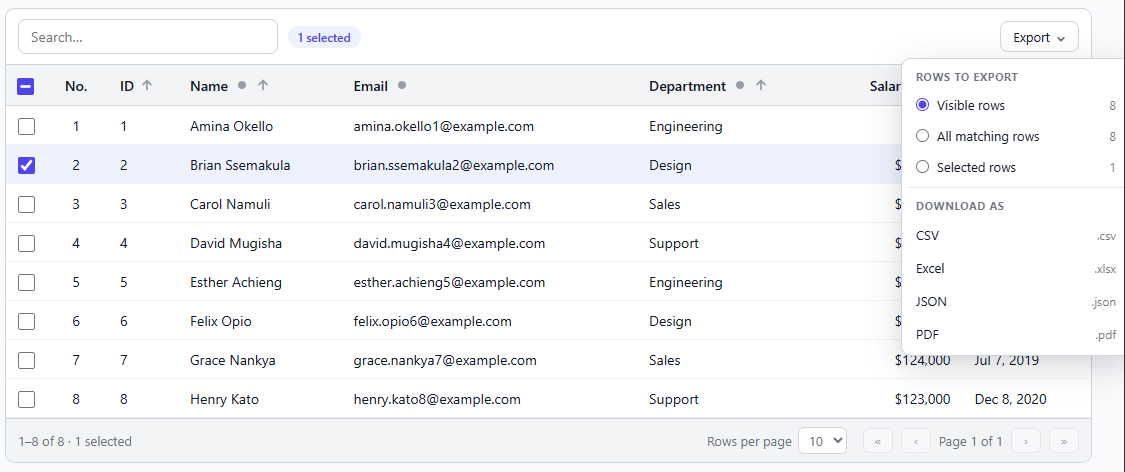 Search...
1 selected
Export
ROWS TO EXPORT
Visible rows 8
All matching rows 8
Selected rows 1
DOWNLOAD AS
CSV .csv
Excel .xlsx
JSON .json
PDF .pdf
No. ID Name Email Department Salar
1 1 Amina Okello amina.okello1@example.com Engineering
2 2 Brian Ssemakula brian.ssemakula2@example.com Design $
3 3 Carol Namuli carol.namuli3@example.com Sales $
4 4 David Mugisha david.mugisha4@example.com Support $
5 5 Esther Achieng esther.achieng5@example.com Engineering $
6 6 Felix Opio felix.opio6@example.com Design $
7 7 Grace Nankya grace.nankya7@example.com Sales $124,000 Jul 7, 2019
8 8 Henry Kato henry.kato8@example.com Support $123,000 Dec 8, 2020
1–8 of 8 · 1 selected Rows per page 10 « ‹ Page 1 of 1 › »